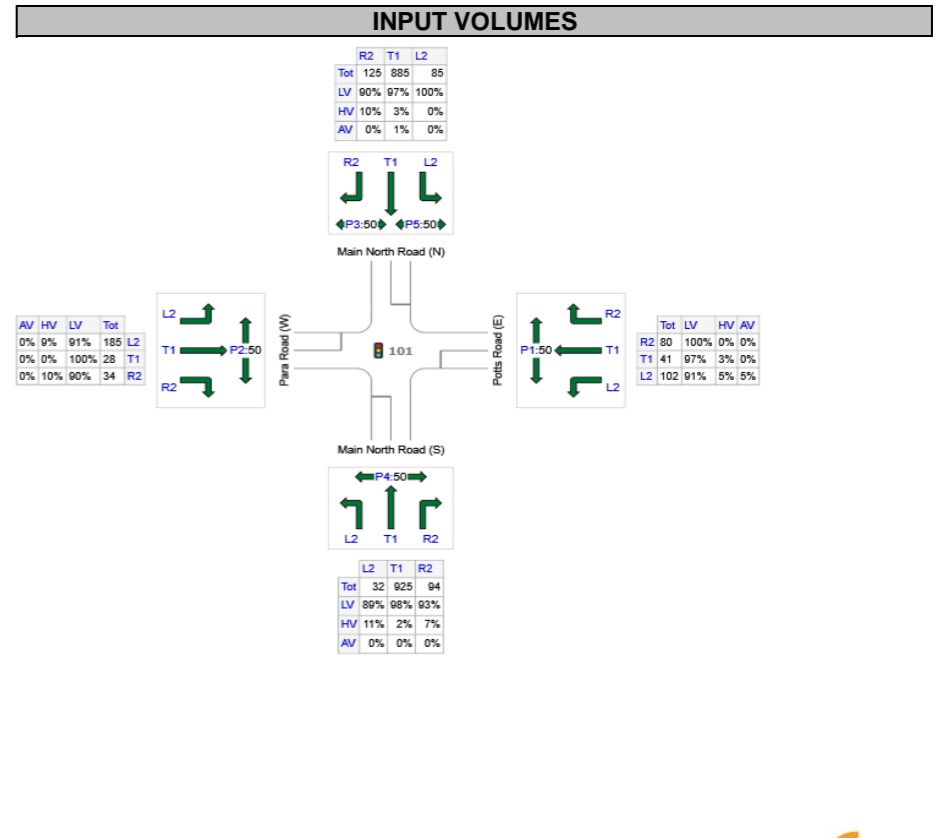 INPUT VOLUMES
R2 T1 L2
Tot 125 885 85
LV 90% 97% 100%
HV 10% 3% 0%
AV 0% 1% 0%
R2 T1 L2
P3:50 P5:50
Main North Road (N)
AV HV LV Tot
0% 9% 91% 185 L2
0% 0% 100% 28 T1
0% 10% 90% 34 R2
L2
T1 P2:50
R2
Para Road (W)
101
Potts Road (E)
R2
P1:50 T1
L2
Tot LV HV AV
R2 80 100% 0% 0%
T1 41 97% 3% 0%
L2 102 91% 5% 5%
Main North Road (S)
P4:50
L2 T1 R2
L2 T1 R2
Tot 32 925 94
LV 89% 98% 93%
HV 11% 2% 7%
AV 0% 0% 0%